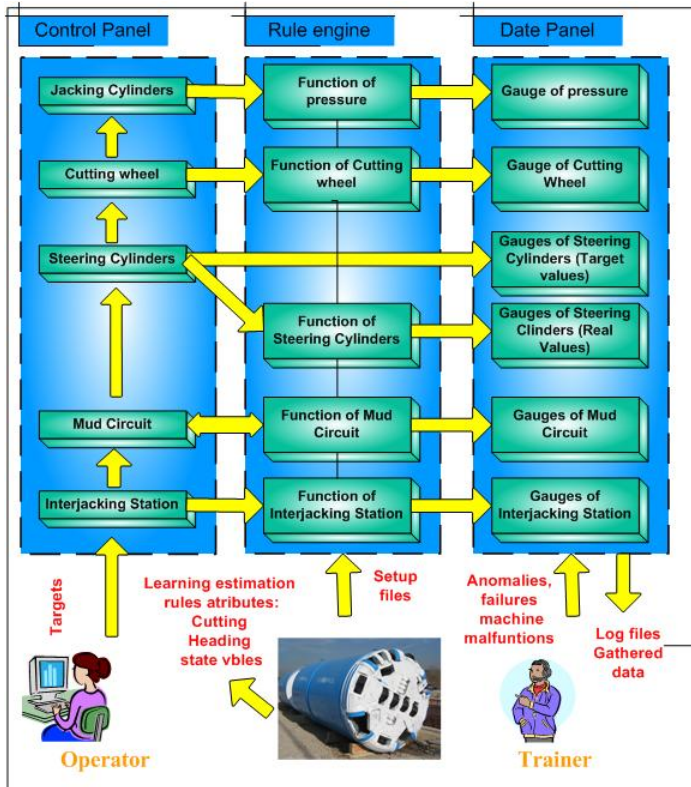 Control Panel
Rule engine
Date Panel
Jacking Cylinders
Function of
pressure
Gauge of pressure
Cutting wheel
Function of Cutting
wheel
Gauge of Cutting
Wheel
Steering Cylinders
Gauges of Steering
Cylinders (Target
values)
Function of
Steering Cylinders
Gauges of Steering
Clinders (Real
Values)
Mud Circuit
Function of Mud
Circuit
Gauges of Mud
Circuit
Interjacking Station
Function of
Interjacking Station
Gauges of
Interjacking Station
Targets
Learning estimation
rules atributes:
Cutting
Heading
state vbles
Setup
files
Anomalies,
failures
machine
malfuntions
Log files
Gathered
data
Operator
Trainer